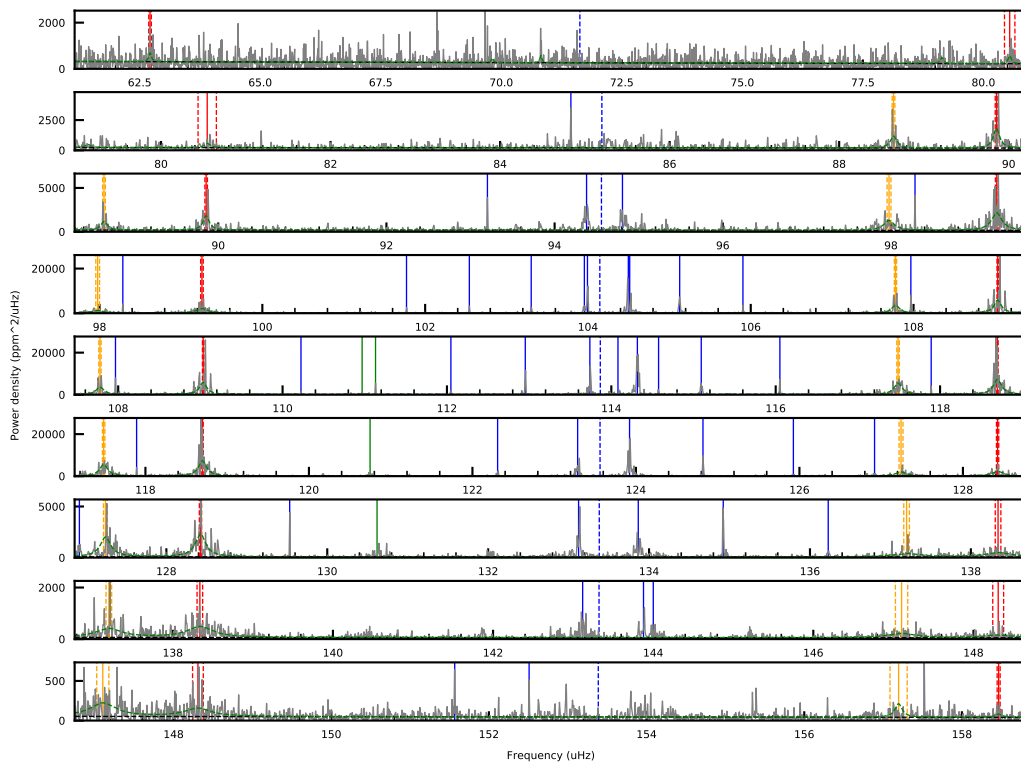 2000
0
62.5 65.0 67.5 70.0 72.5 75.0 77.5 80.0
2500
0
80 82 84 86 88 90
5000
0
90 92 94 96 98
20000
0
98 100 102 104 106 108
20000
0
108 110 112 114 116 118
20000
0
118 120 122 124 126 128
5000
0
128 130 132 134 136 138
2000
0
138 140 142 144 146 148
500
0
148 150 152 154 156 158
Power density (ppm^2/uHz)
Frequency (uHz)